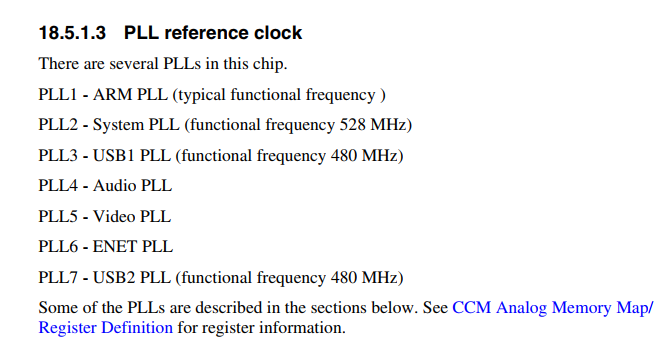 18.5.1.3 PLL reference clock
There are several PLLs in this chip.
PLL1 - ARM PLL (typical functional frequency )
PLL2 - System PLL (functional frequency 528 MHz)
PLL3 - USB1 PLL (functional frequency 480 MHz)
PLL4 - Audio PLL
PLL5 - Video PLL
PLL6 - ENET PLL
PLL7 - USB2 PLL (functional frequency 480 MHz)
Some of the PLLs are described in the sections below. See CCM Analog Memory Map/
Register Definition for register information.